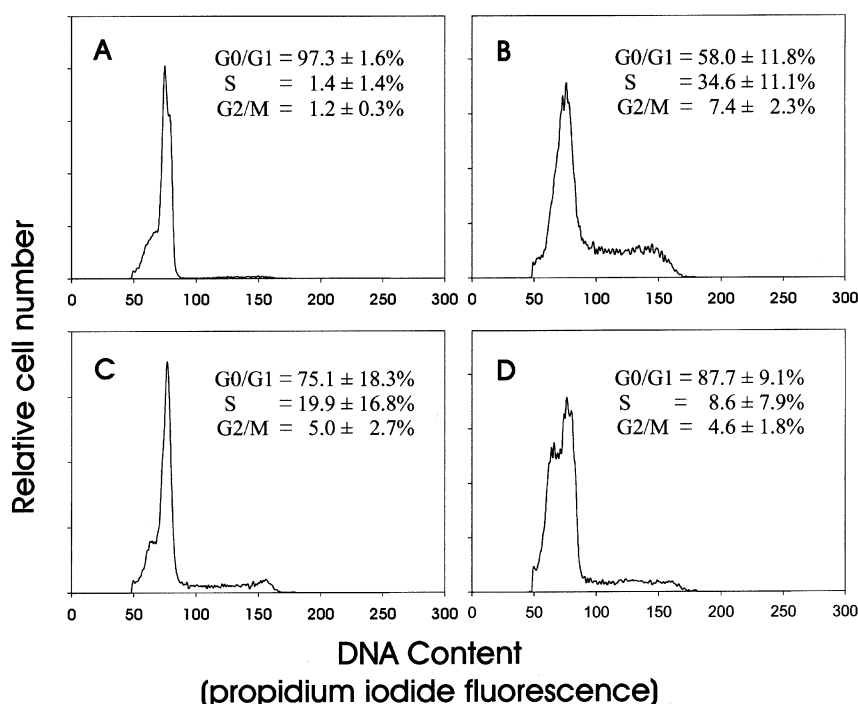 A
G0/G1 = 97.3 ± 1.6%
S = 1.4 ± 1.4%
G2/M = 1.2 ± 0.3%
0 50 100 150 200 250 300
B
G0/G1 = 58.0 ± 11.8%
S = 34.6 ± 11.1%
G2/M = 7.4 ± 2.3%
0 50 100 150 200 250 300
C
G0/G1 = 75.1 ± 18.3%
S = 19.9 ± 16.8%
G2/M = 5.0 ± 2.7%
0 50 100 150 200 250 300
D
G0/G1 = 87.7 ± 9.1%
S = 8.6 ± 7.9%
G2/M = 4.6 ± 1.8%
0 50 100 150 200 250 300
Relative cell number
DNA Content
(propidium iodide fluorescence)